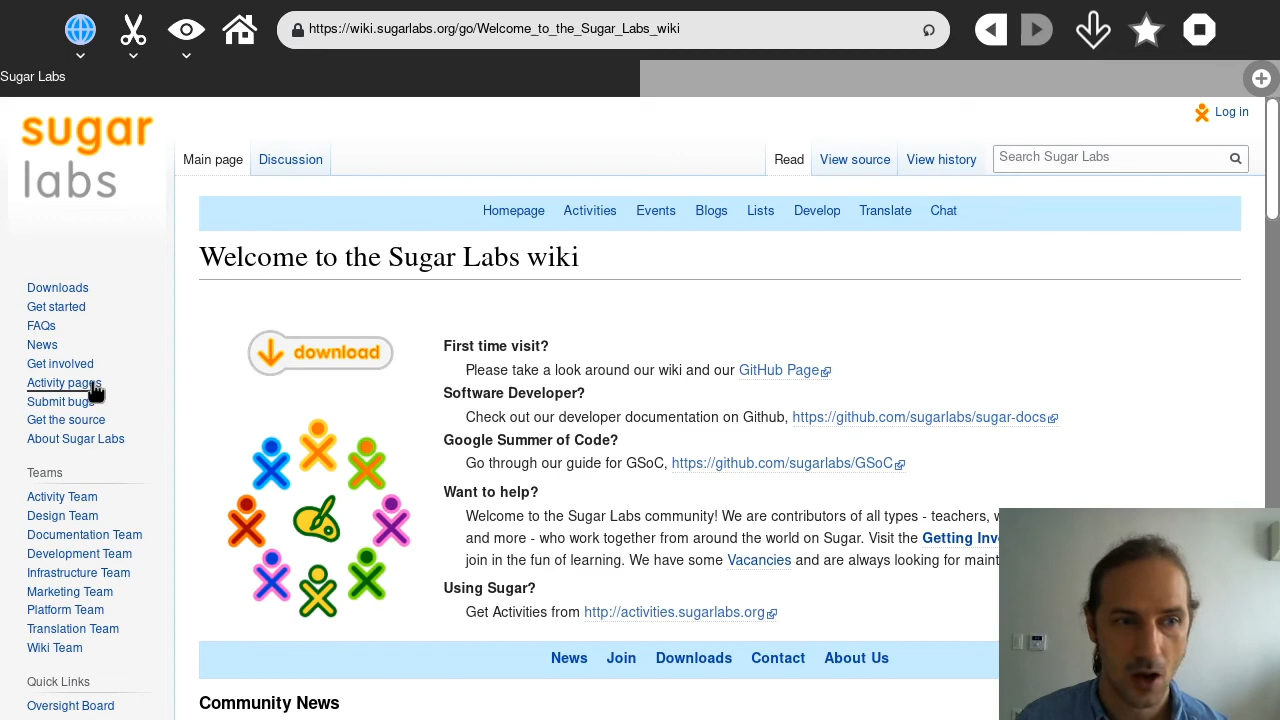 https://wiki.sugarlabs.org/go/Welcome_to_the_Sugar_Labs_wiki
Sugar Labs
sugar
labs
Log in
Main page
Discussion
Read
View source
View history
Search Sugar Labs
Homepage
Activities
Events
Blogs
Lists
Develop
Translate
Chat
Welcome to the Sugar Labs wiki
Downloads
Get started
FAQs
News
Get involved
Activity pages
Submit bugs
Get the source
About Sugar Labs
Teams
Activity Team
Design Team
Documentation Team
Development Team
Infrastructure Team
Marketing Team
Platform Team
Translation Team
Wiki Team
Quick Links
Oversight Board
download
First time visit?
Please take a look around our wiki and our GitHub Page
Software Developer?
Check out our developer documentation on Github, https://github.com/sugarlabs/sugar-docs
Google Summer of Code?
Go through our guide for GSoC, https://github.com/sugarlabs/GSoC
Want to help?
Welcome to the Sugar Labs community! We are contributors of all types - teachers,
and more - who work together from around the world on Sugar. Visit the Getting
join in the fun of learning. We have some Vacancies and are always looking for
Using Sugar?
Get Activities from http://activities.sugarlabs.org
News
Join
Downloads
Contact
About Us
Community News